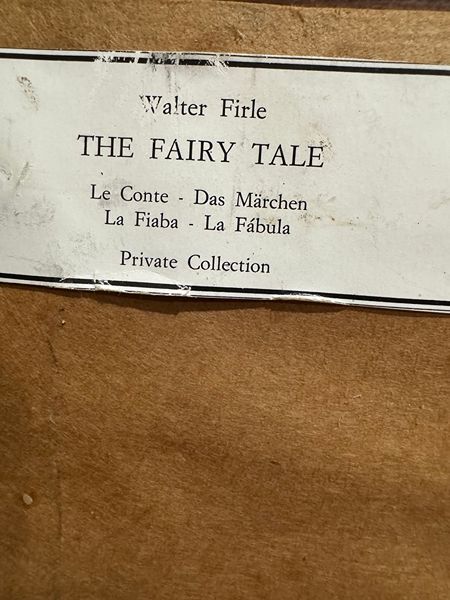 Walter Firle
THE FAIRY TALE
Le Conte - Das Märchen
La Fiaba - La Fábula
Private Collection